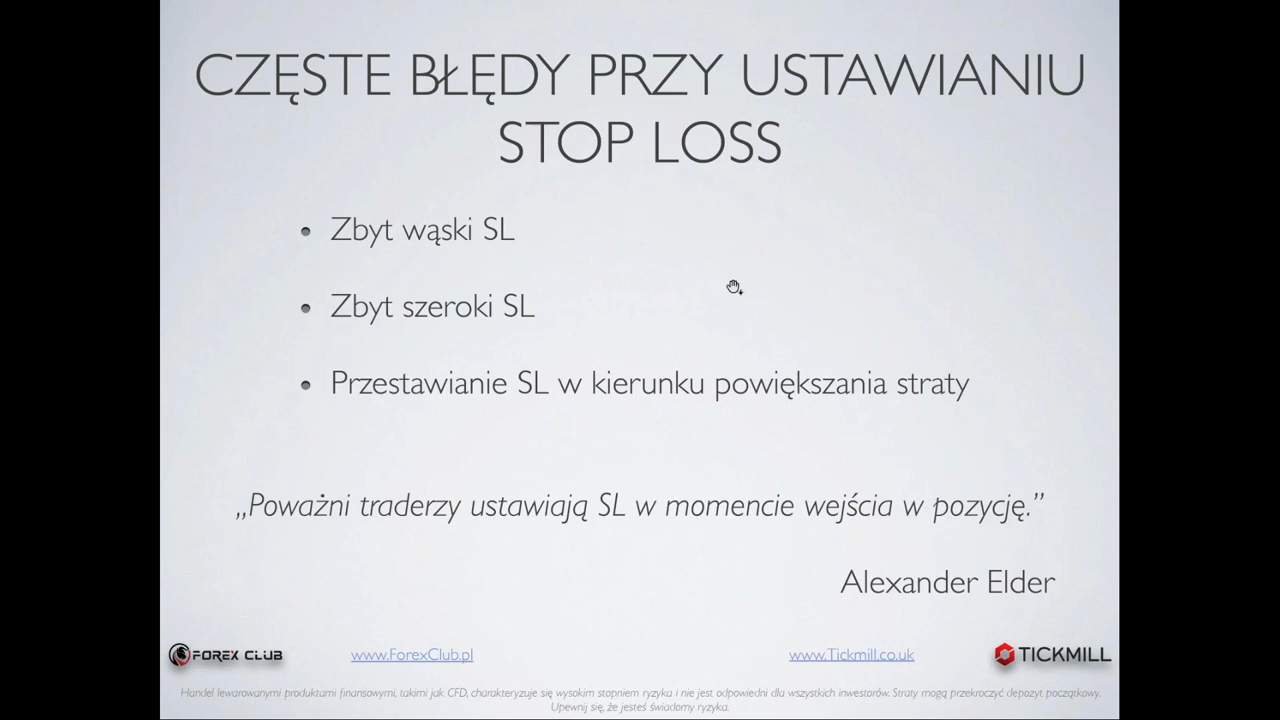 CZĘSTE BŁĘDY PRZY USTAWIANIU
STOP LOSS
• Zbyt wąski SL
• Zbyt szeroki SL
• Przestawianie SL w kierunku powiększania straty
„Poważni traderzy ustawiają SL w momencie wejścia w pozycję.”
Alexander Elder
FOREX CLUB
www.ForexClub.pl
www.Tickmill.co.uk
TICKMILL
Handel lewarowanymi produktami finansowymi, takimi jak CFD, charakteryzuje się wysokim stopniem ryzyka i nie jest odpowiedni dla wszystkich inwestorów. Straty mogą przekroczyć depozyt początkowy.
Upewnij się, że jesteś świadomy ryzyka.